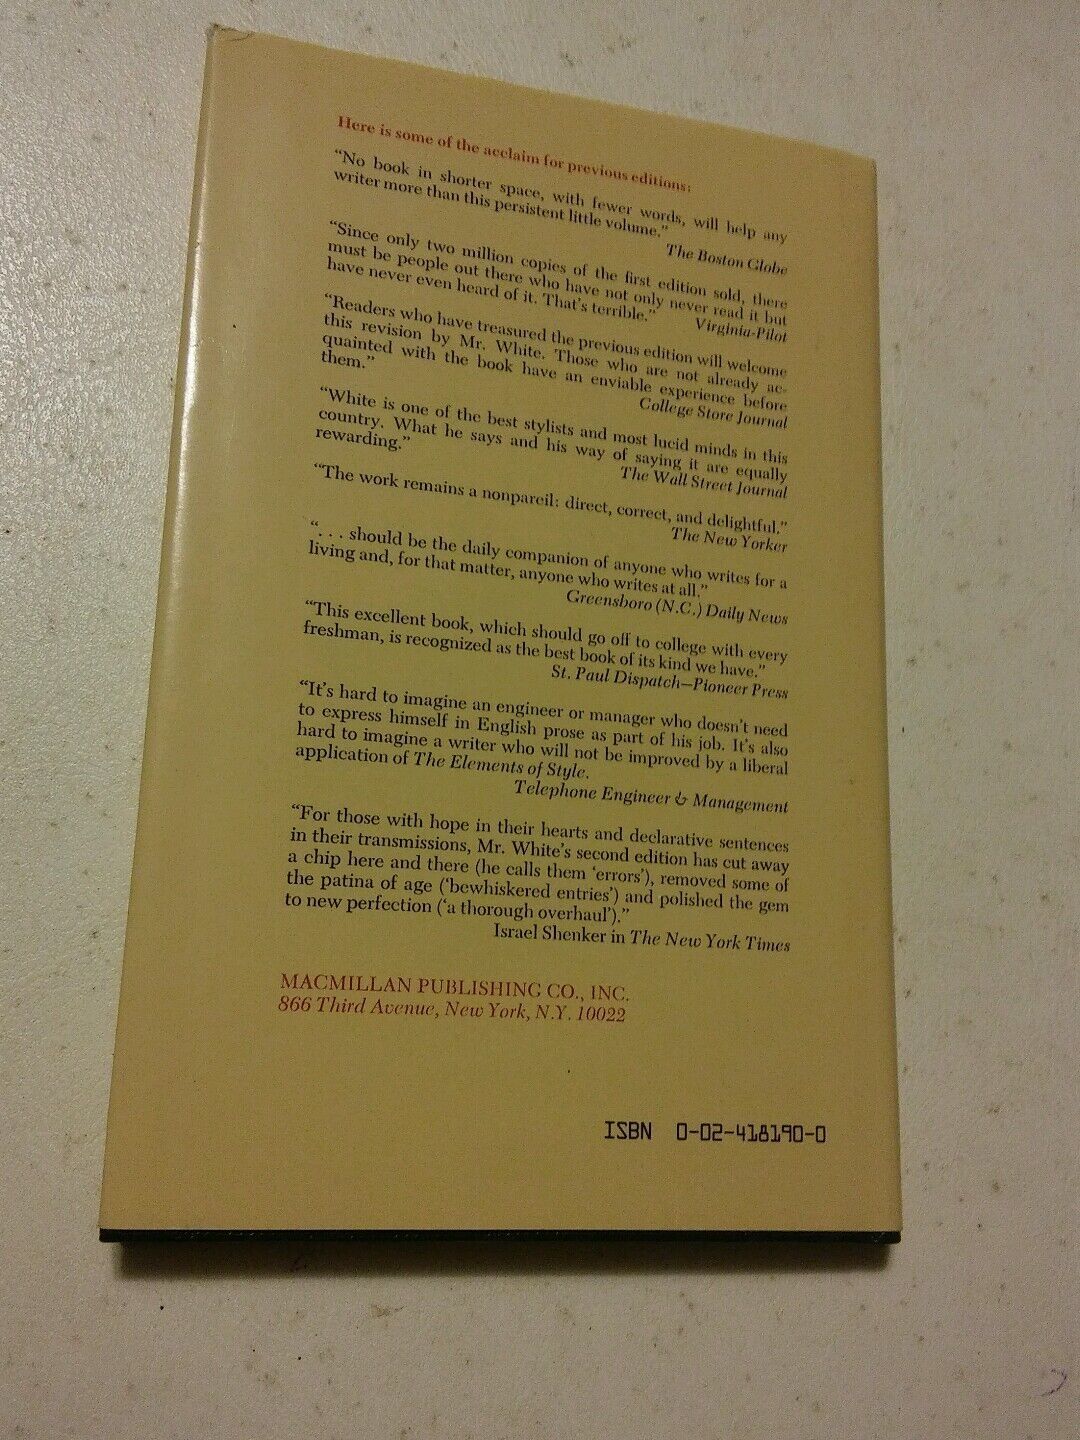 Here is some of the acclaim for previous editions:
“No book in shorter space, with fewer words, will help any
writer more than this persistent little volume.”
The Boston Globe
“Since only two million copies of the first edition sold, there
must be people out there who have not only never read it but
have never even heard of it. That’s terrible.”
Virginia-Pilot
“Readers who have treasured the previous edition will welcome
this revision by Mr. White. Those who are not already ac-
quainted with the book have an enviable experience before
them.”
College Store Journal
“White is one of the best stylists and most lucid minds in this
country. What he says and his way of saying it are equally
rewarding.”
The Wall Street Journal
“The work remains a nonpareil: direct, correct, and delightful.”
The New Yorker
“. . . should be the daily companion of anyone who writes for a
living and, for that matter, anyone who writes at all.”
Greensboro (N.C.) Daily News
“This excellent book, which should go off to college with every
freshman, is recognized as the best book of its kind we have.”
St. Paul Dispatch—Pioneer Press
“It’s hard to imagine an engineer or manager who doesn’t need
to express himself in English prose as part of his job. It’s also
hard to imagine a writer who will not be improved by a liberal
application of The Elements of Style.
Telephone Engineer & Management
“For those with hope in their hearts and declarative sentences
in their transmissions, Mr. White’s second edition has cut away
a chip here and there (he calls them ‘errors’), removed some of
the patina of age (‘bewhiskered entries’) and polished the gem
to new perfection (‘a thorough overhaul’).”
Israel Shenker in The New York Times
MACMILLAN PUBLISHING CO., INC.
866 Third Avenue, New York, N.Y. 10022
ISBN 0-02-418190-0